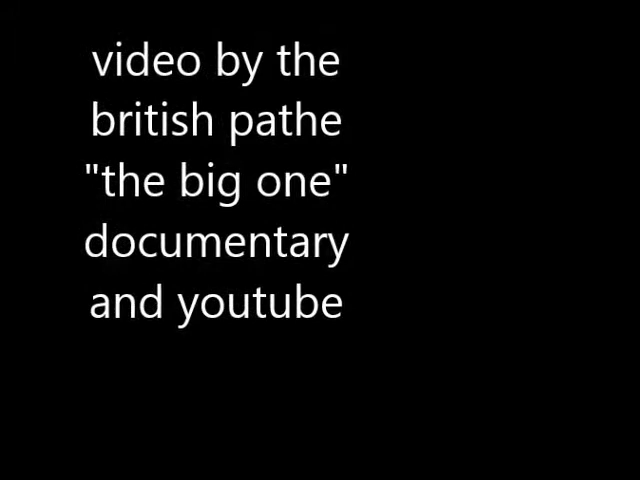 video by the
british pathe
"the big one"
documentary
and youtube